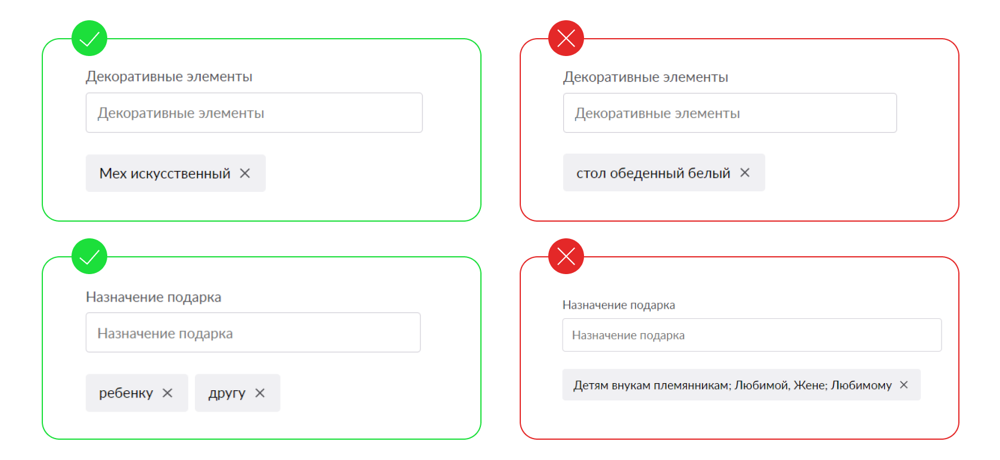 Декоративные элементы
Декоративные элементы
Мех искусственный
Декоративные элементы
Декоративные элементы
стол обеденный белый
Назначение подарка
Назначение подарка
ребенку другу
Назначение подарка
Назначение подарка
Детям внукам племянникам; Любимой, Жене; Любимому